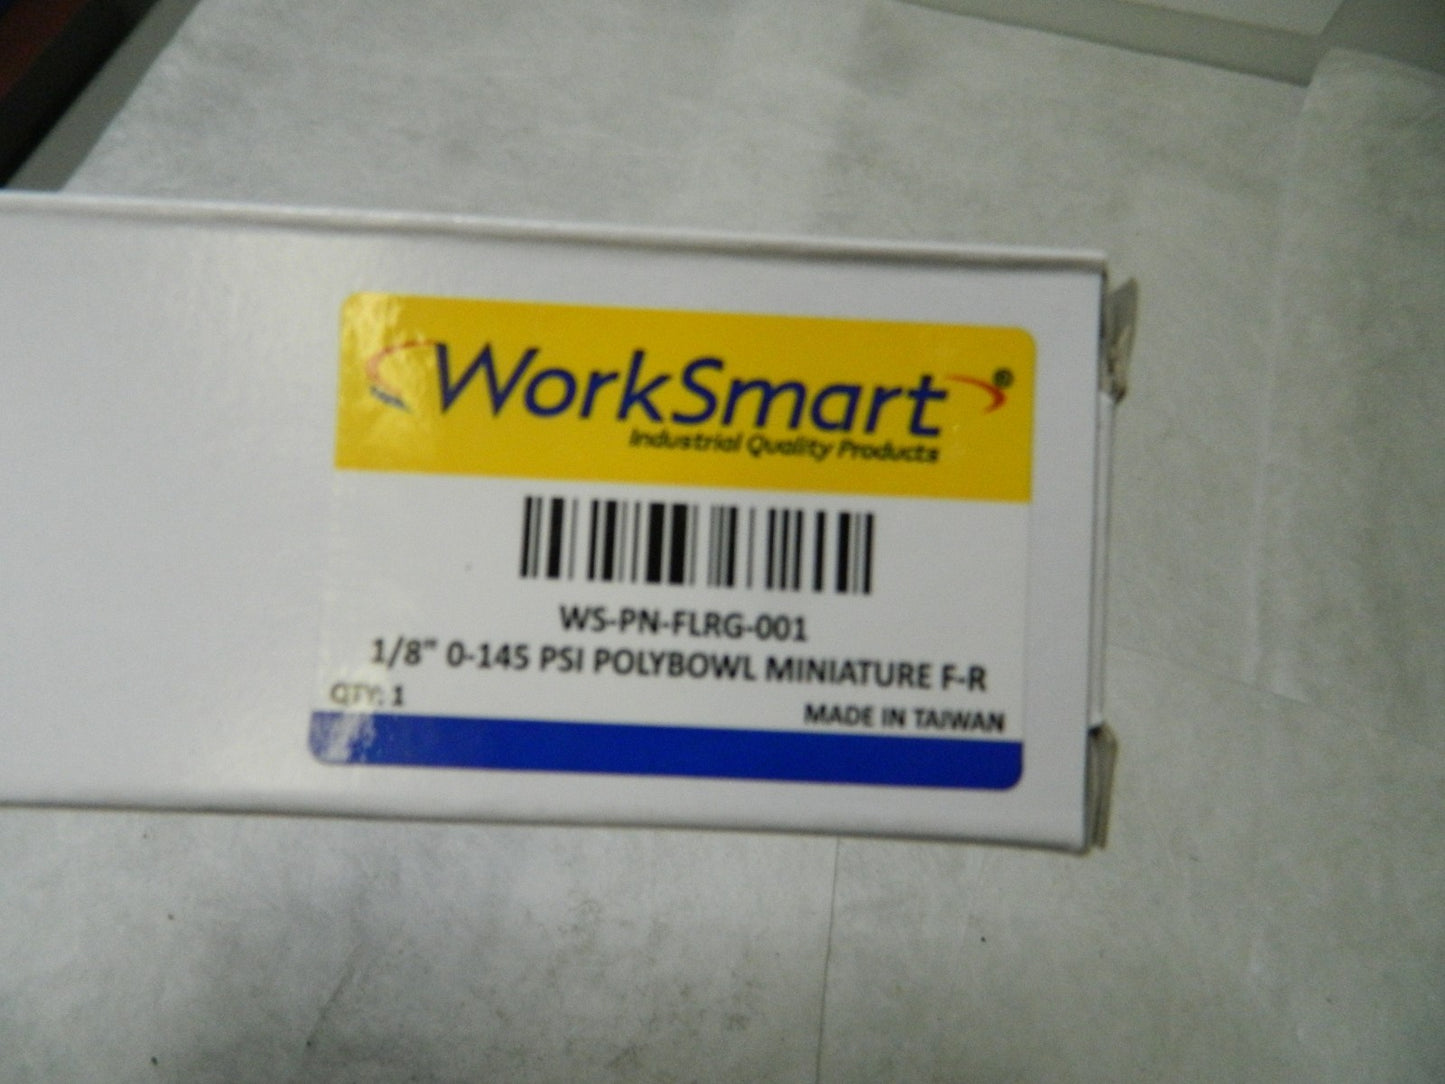 WorkSmart®
Industrial Quality Products
WS-PN-FLRG-001
1/8" 0-145 PSI POLYBOWL MINIATURE F-R
QTY: 1
MADE IN TAIWAN